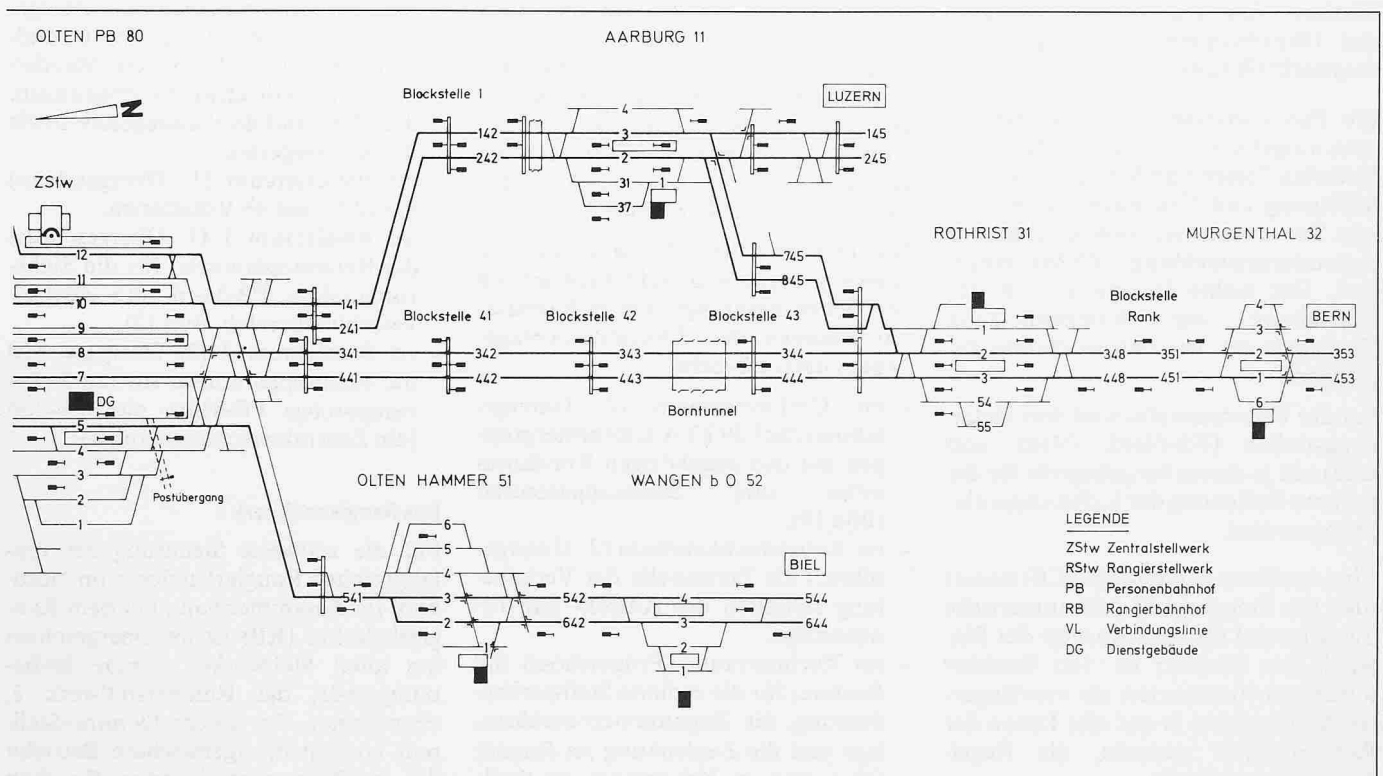 OLTEN PB 80
AARBURG 11
N
Blockstelle 1
LUZERN
4
142
3
145
242
2
245
ZStw
31
1
37
ROTHRIST 31
MURGENTHAL 32
12
745
11
845
10
141
Blockstelle
Rank
4
9
241
Blockstelle 41
Blockstelle 42
Blockstelle 43
1
3
BERN
8
341
342
343
344
2
348
351
2
353
7
441
442
443
444
3
448
451
1
453
DG
Borntunnel
54
6
5
55
4
OLTEN HAMMER 51
WANGEN b O 52
3
Postübergang
2
6
LEGENDE
1
5
ZStw Zentralstellwerk
4
BIEL
RStw Rangierstellwerk
541
3
542
4
544
PB Personenbahnhof
2
642
3
644
RB Rangierbahnhof
1
2
VL Verbindungslinie
1
DG Dienstgebäude